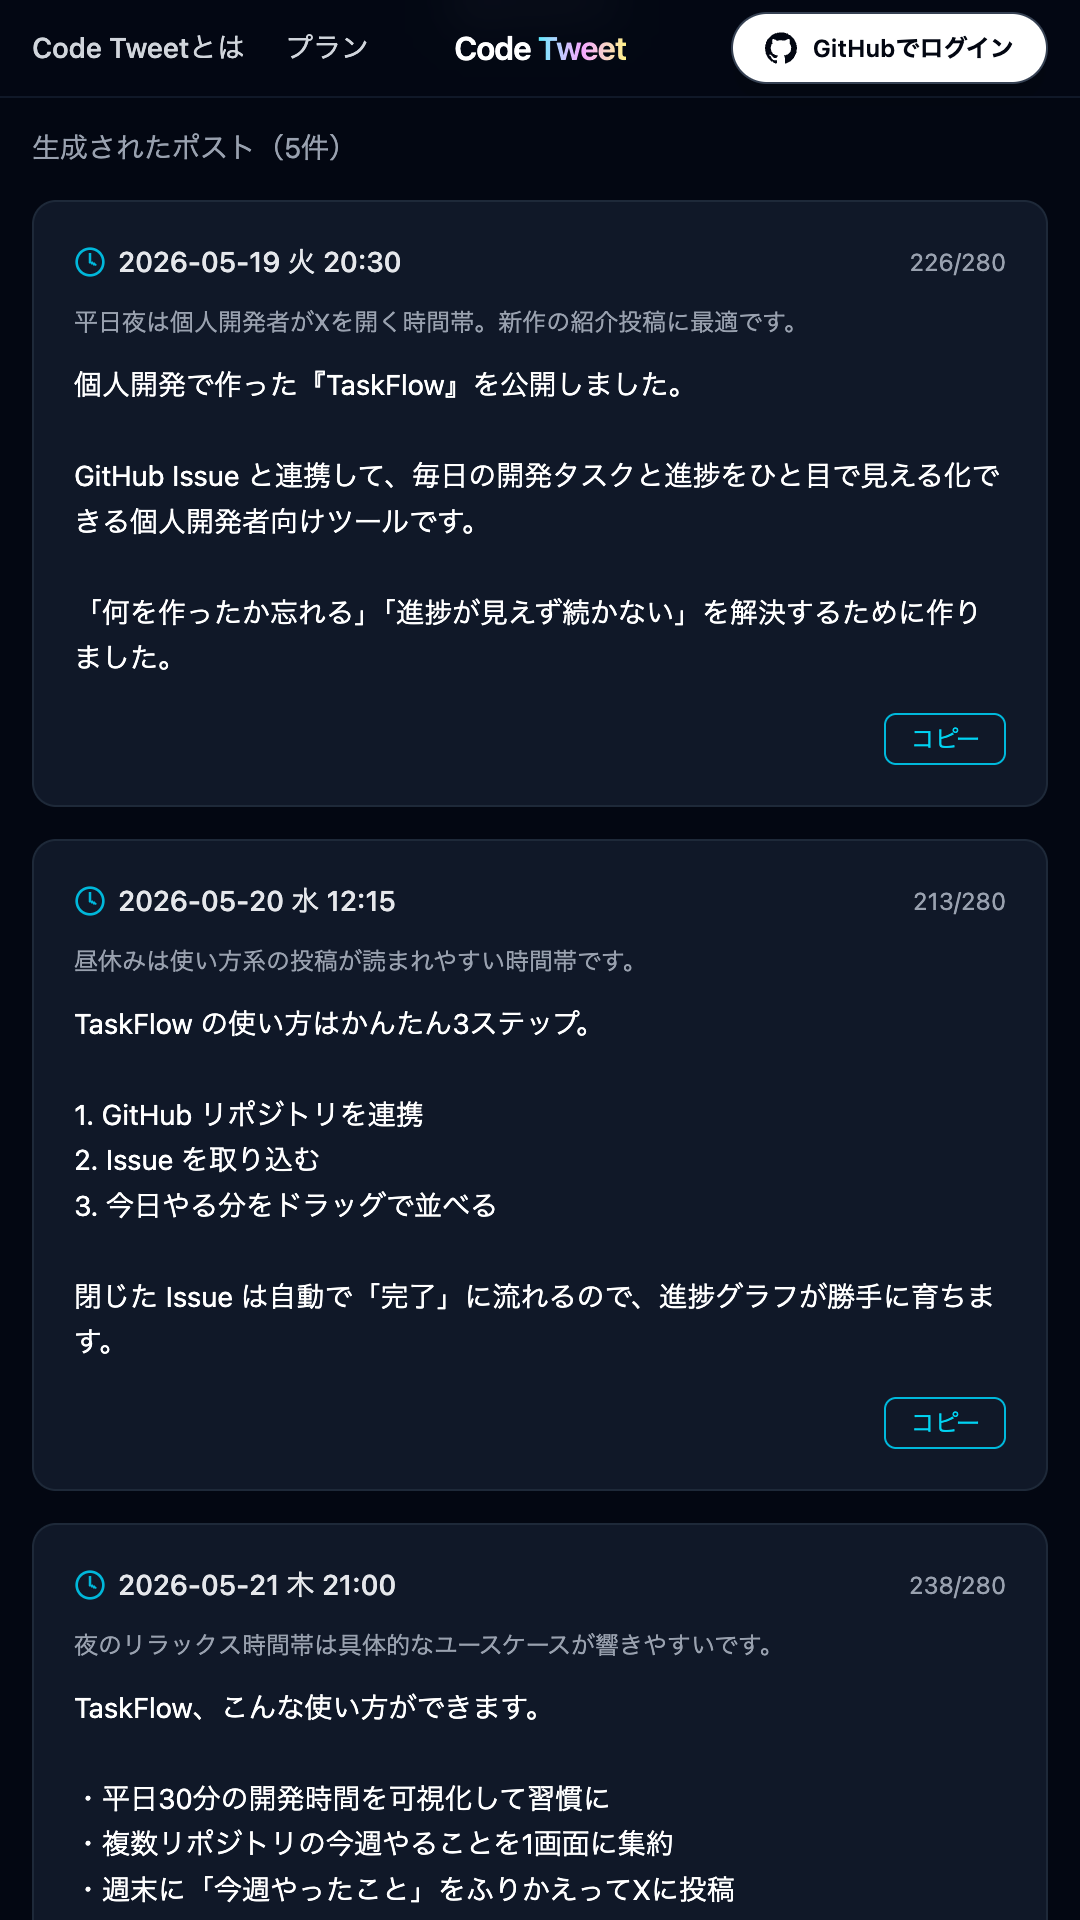 Code Tweetとは プラン Code Tweet GitHubでログイン
生成されたポスト（5件）
2026-05-19 火 20:30 226/280
平日夜は個人開発者がXを開く時間帯。新作の紹介投稿に最適です。
個人開発で作った『TaskFlow』を公開しました。
GitHub Issue と連携して、毎日の開発タスクと進捗をひと目で見える化で
きる個人開発者向けツールです。
「何を作ったか忘れる」「進捗が見えず続かない」を解決するために作り
ました。
コピー
2026-05-20 水 12:15 213/280
昼休みは使い方系の投稿が読まれやすい時間帯です。
TaskFlow の使い方はかんたん3ステップ。
1. GitHub リポジトリを連携
2. Issue を取り込む
3. 今日やる分をドラッグで並べる
閉じた Issue は自動で「完了」に流れるので、進捗グラフが勝手に育ちま
す。
コピー
2026-05-21 木 21:00 238/280
夜のリラックス時間帯は具体的なユースケースが響きやすいです。
TaskFlow、こんな使い方ができます。
・平日30分の開発時間を可視化して習慣に
・複数リポジトリの今週やることを1画面に集約
・週末に「今週やったこと」をふりかえってXに投稿